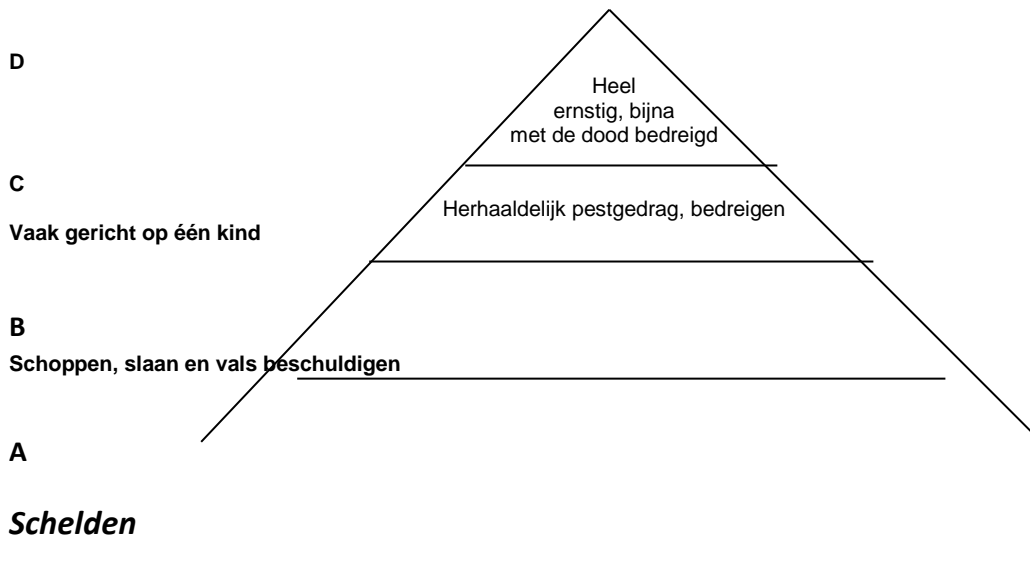 D
Heel
ernstig, bijna
met de dood bedreigd
C
Herhaaldelijk pestgedrag, bedreigen
Vaak gericht op één kind
B
Schoppen, slaan en vals beschuldigen
A
Schelden